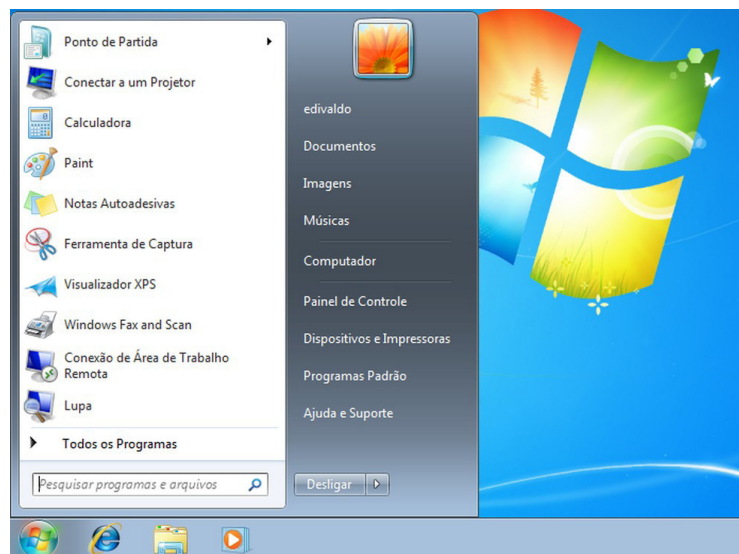 Ponto de Partida
Conectar a um Projetor
Calculadora
Paint
Notas Autoadesivas
Ferramenta de Captura
Visualizador XPS
Windows Fax and Scan
Conexão de Área de Trabalho
Remota
Lupa
Todos os Programas
Pesquisar programas e arquivos
edivaldo
Documentos
Imagens
Músicas
Computador
Painel de Controle
Dispositivos e Impressoras
Programas Padrão
Ajuda e Suporte
Desligar